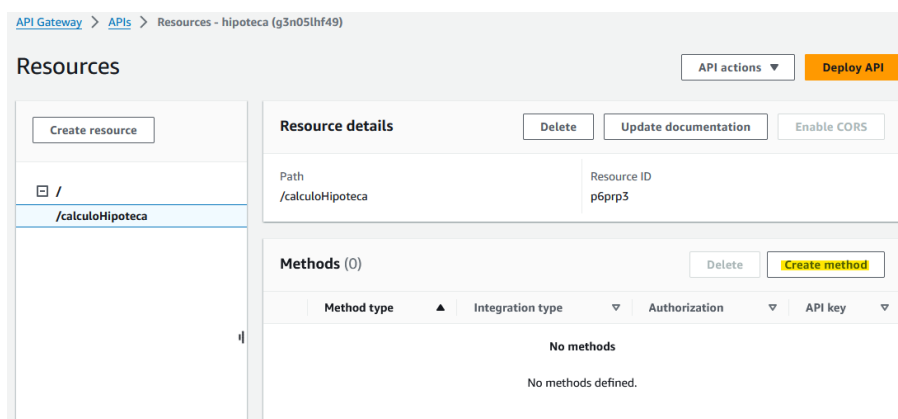 API Gateway > APIs > Resources - hipoteca (g3n05lhf49)
Resources
API actions ▼
Deploy API
Create resource
/
/calculoHipoteca
Resource details
Delete
Update documentation
Enable CORS
Path
/calculoHipoteca
Resource ID
p6prp3
Methods (0)
Delete
Create method
Method type ▲ Integration type ▽ Authorization ▽ API key ▽
No methods
No methods defined.